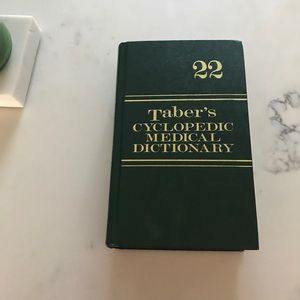 22
Taber's
CYCLOPEDIC
MEDICAL
DICTIONARY